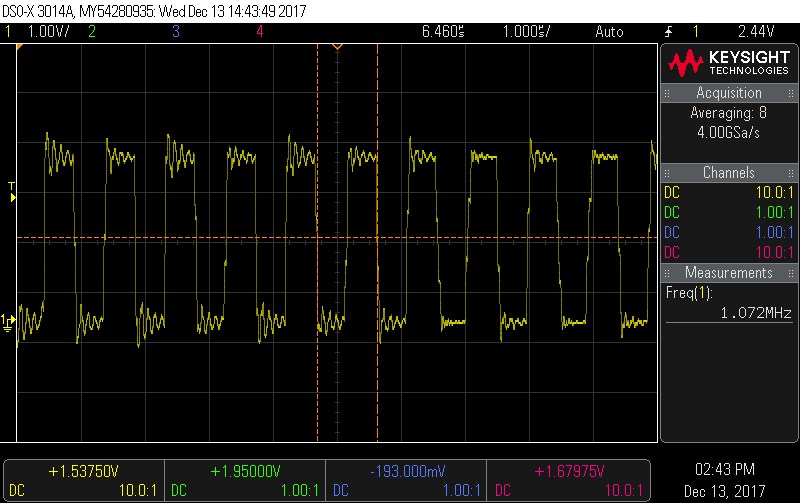 DSO-X 3014A, MY54280935: Wed Dec 13 14:43:49 2017
1 1.00V/ 2 3 4 6.460s 1.000s/ Auto 1 2.44V
KEYSIGHT
TECHNOLOGIES
Acquisition
Averaging: 8
4.00GSa/s
Channels
DC 10.0:1
DC 1.00:1
DC 1.00:1
DC 10.0:1
Measurements
Freq(1):
1.072MHz
T
1
+1.53750V +1.95000V -193.000mV +1.67975V
DC 10.0:1 DC 1.00:1 DC 1.00:1 DC 10.0:1
02:43 PM
Dec 13, 2017